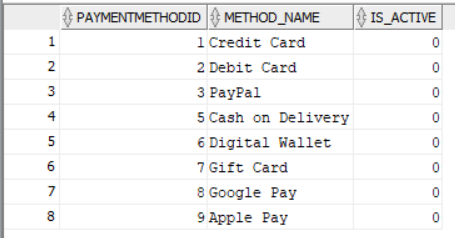 PAYMENTMETHODID METHOD_NAME IS_ACTIVE
1 1 Credit Card 0
2 2 Debit Card 0
3 3 PayPal 0
4 5 Cash on Delivery 0
5 6 Digital Wallet 0
6 7 Gift Card 0
7 8 Google Pay 0
8 9 Apple Pay 0